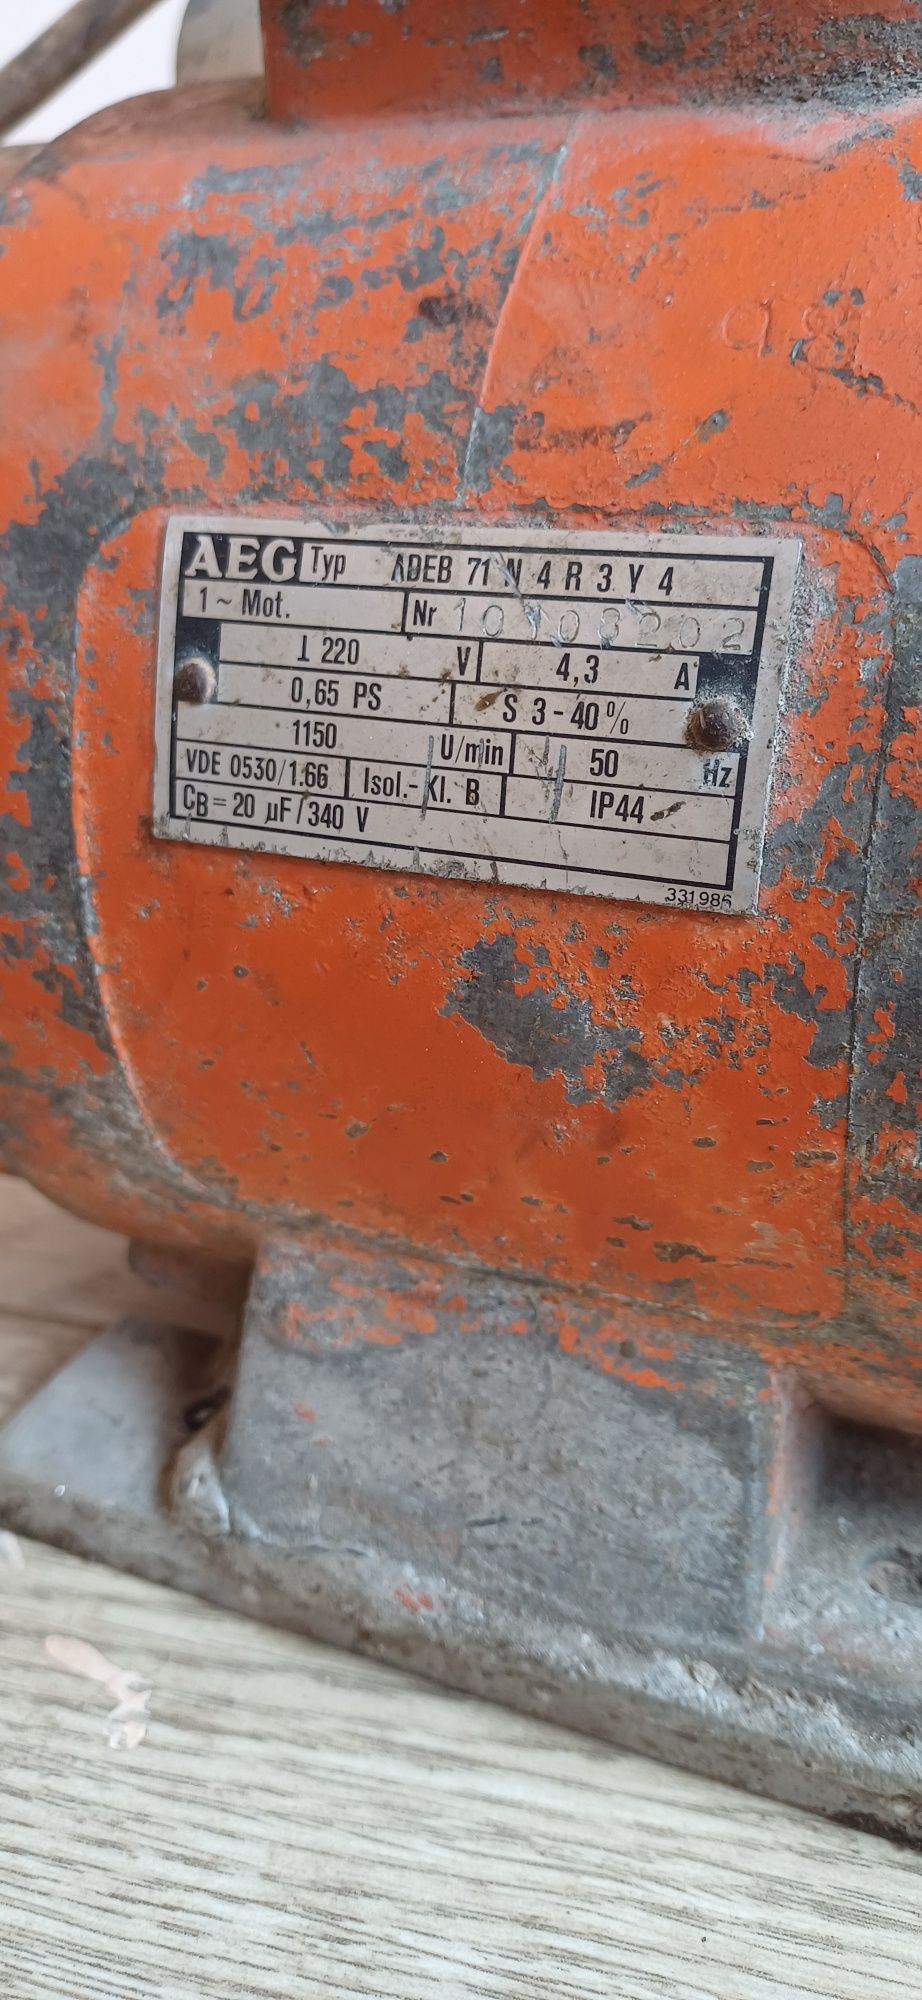 98
AEG Typ ADEB 71 N 4 R 3 Y 4
1 ~ Mot. Nr
⊥ 220 V 4,3 A
0,65 PS S 3 - 40 %
1150 U/min 50 Hz
VDE 0530/1.66 Isol.- Kl. B IP44
CB = 20 µF / 340 V
331986